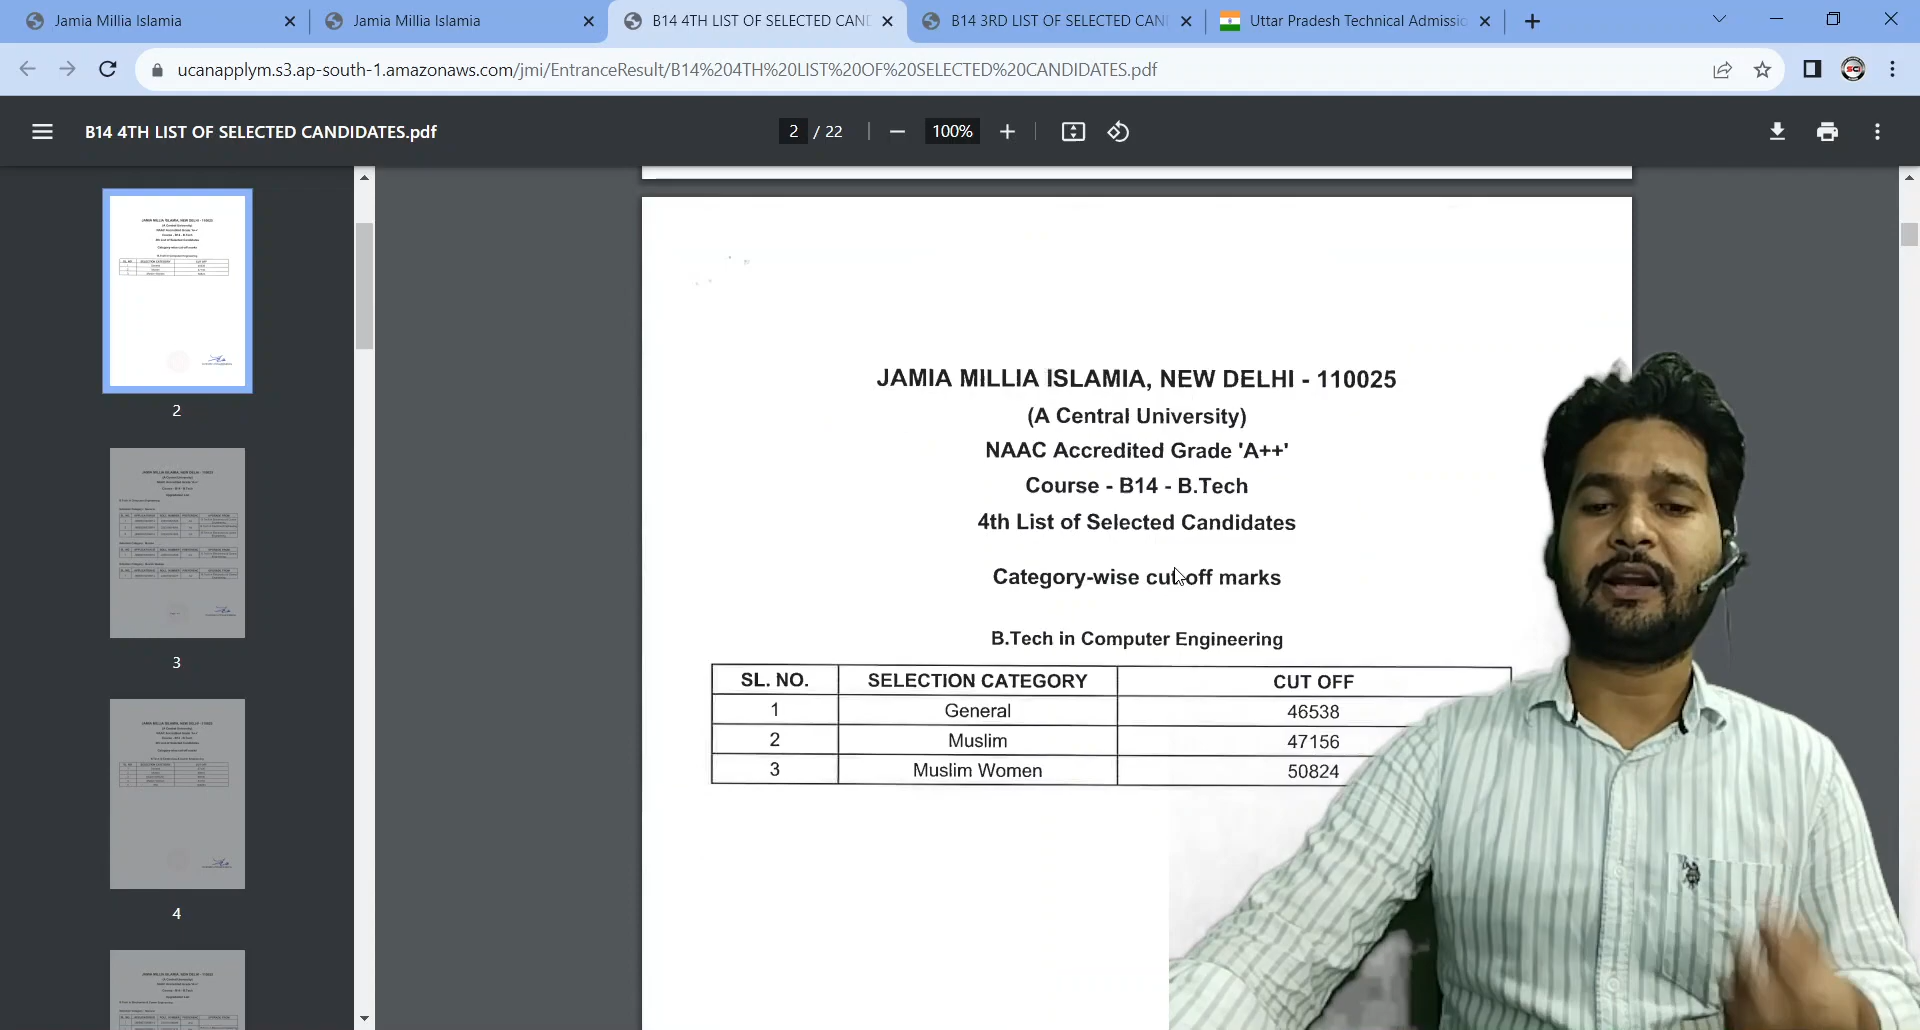 Jamia Millia Islamia
Jamia Millia Islamia
B14 4TH LIST OF SELECTED CAND
B14 3RD LIST OF SELECTED CAN
Uttar Pradesh Technical Admissio
ucanapplym.s3.ap-south-1.amazonaws.com/jmi/EntranceResult/B14%204TH%20LIST%20OF%20SELECTED%20CANDIDATES.pdf
B14 4TH LIST OF SELECTED CANDIDATES.pdf
2 / 22
100%
2
3
4
JAMIA MILLIA ISLAMIA, NEW DELHI - 110025
(A Central University)
NAAC Accredited Grade 'A++'
Course - B14 - B.Tech
4th List of Selected Candidates
Category-wise cut off marks
B.Tech in Computer Engineering
SL. NO. SELECTION CATEGORY CUT OFF
1 General 46538
2 Muslim 47156
3 Muslim Women 50824